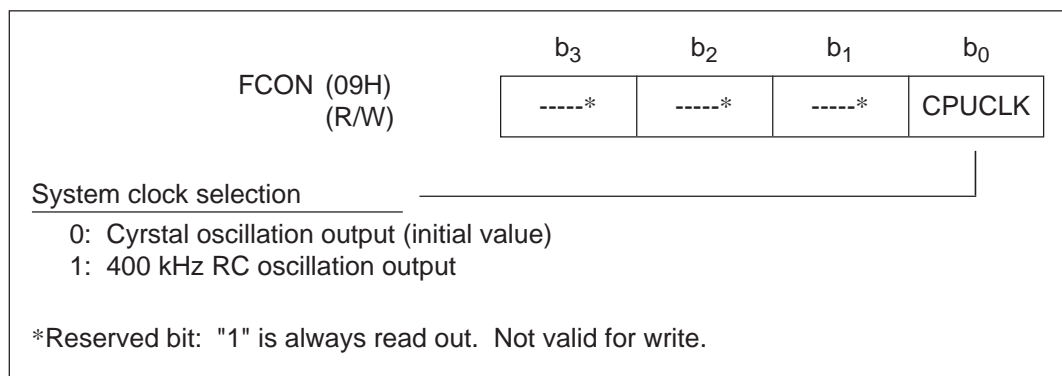 b3 b2 b1 b0
FCON (09H) -----* -----* -----* CPUCLK
(R/W)
System clock selection
0: Cyrstal oscillation output (initial value)
1: 400 kHz RC oscillation output
*Reserved bit: "1" is always read out. Not valid for write.